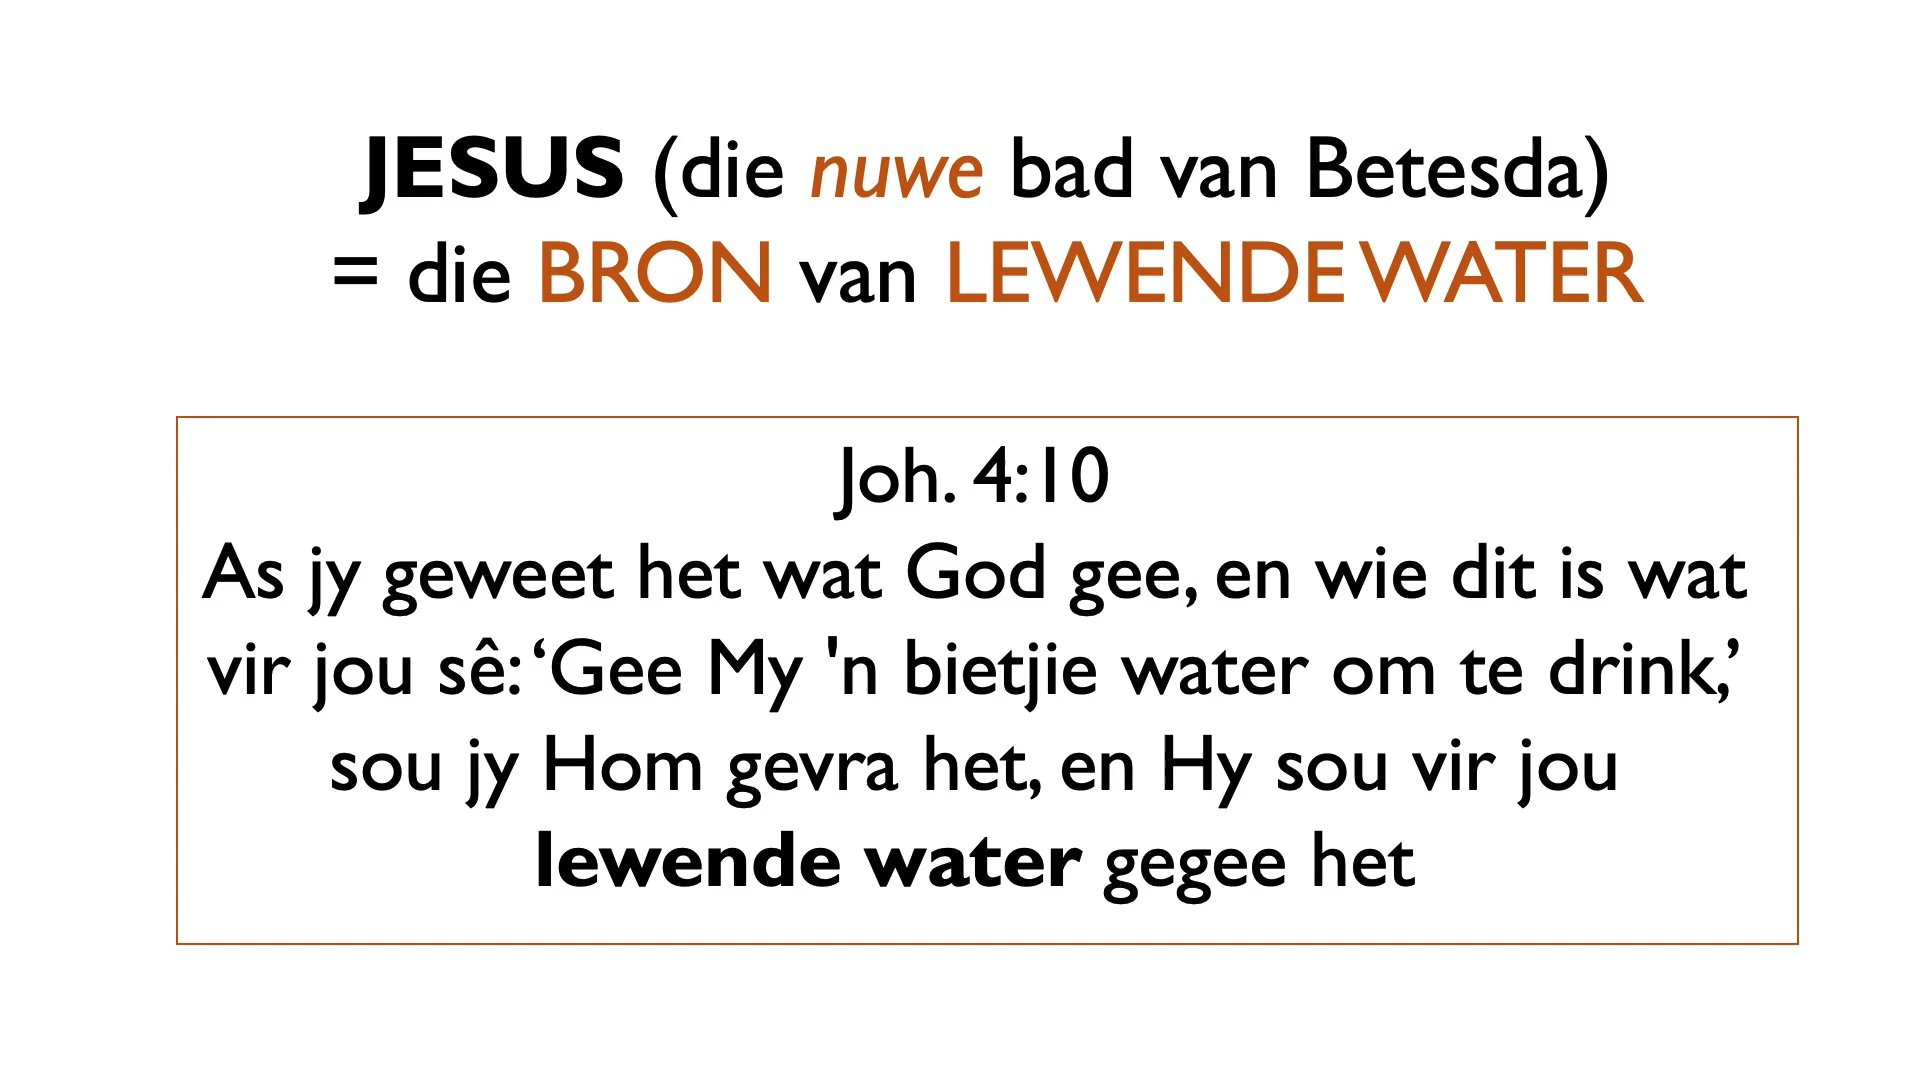 JESUS (die nuwe bad van Betesda)
= die BRON van LEWENDE WATER
Joh. 4:10
As jy geweet het wat God gee, en wie dit is wat
vir jou sê: ‘Gee My 'n bietjie water om te drink,’
sou jy Hom gevra het, en Hy sou vir jou
lewende water gegee het